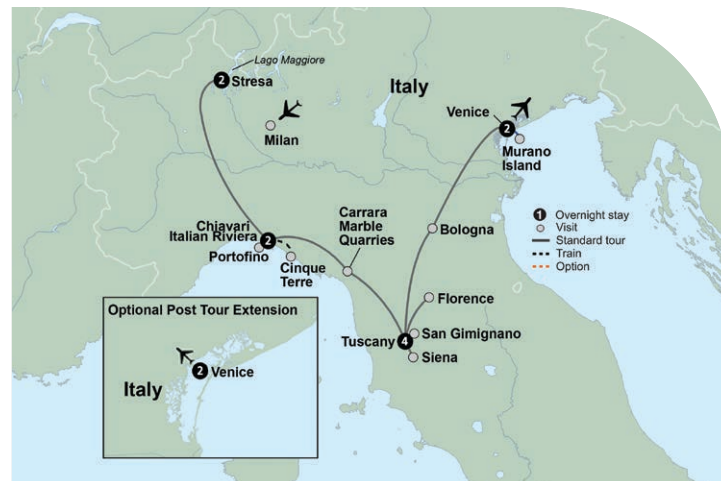 Lago Maggiore
2 Stresa
Italy
Milan
Venice
2
Murano
Island
Chiavari
Italian Riviera
2
Portofino
Cinque
Terre
Carrara
Marble
Quarries
Bologna
Florence
San Gimignano
Tuscany 4
Siena
1 Overnight stay
Visit
Standard tour
Train
Option
Optional Post Tour Extension
Italy
2 Venice